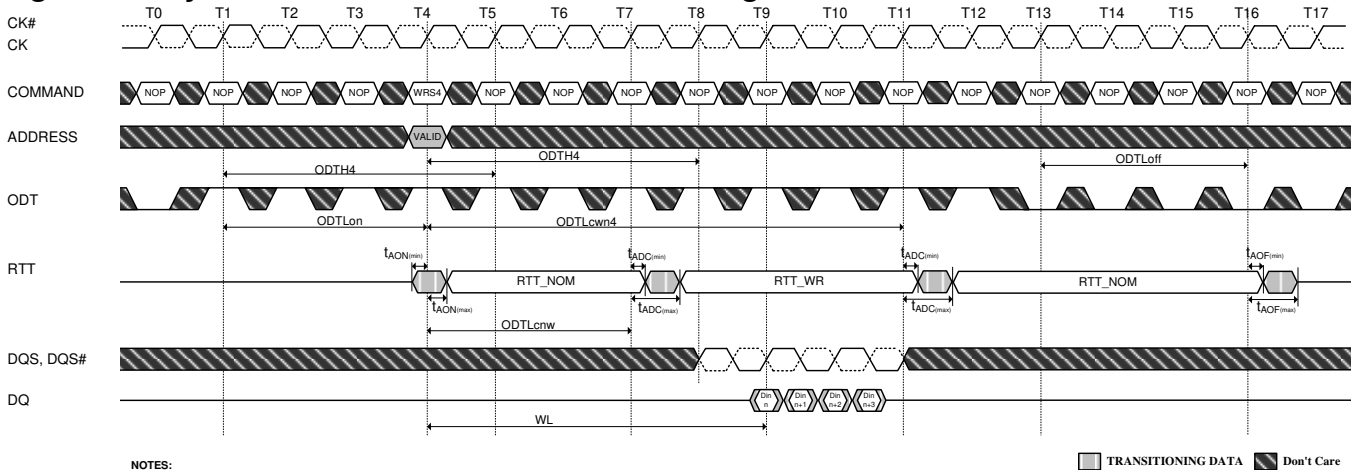 T0 T1 T2 T3 T4 T5 T6 T7 T8 T9 T10 T11 T12 T13 T14 T15 T16 T17
CK#
CK
COMMAND NOP NOP NOP NOP WRS4 NOP NOP NOP NOP NOP NOP NOP NOP NOP NOP NOP NOP NOP
ADDRESS VALID
ODTH4 ODTLoff
ODTH4
ODT
ODTLon ODTLcwn4
tAON(min) tADC(min) tADC(min) tAOF(min)
RTT RTT_NOM RTT_WR RTT_NOM
tAON(max) tADC(max) tADC(max) tAOF(max)
ODTLcnw
DQS, DQS#
DQ Din n Din n+1 Din n+2 Din n+3
WL
NOTES: TRANSITIONING DATA Don't Care